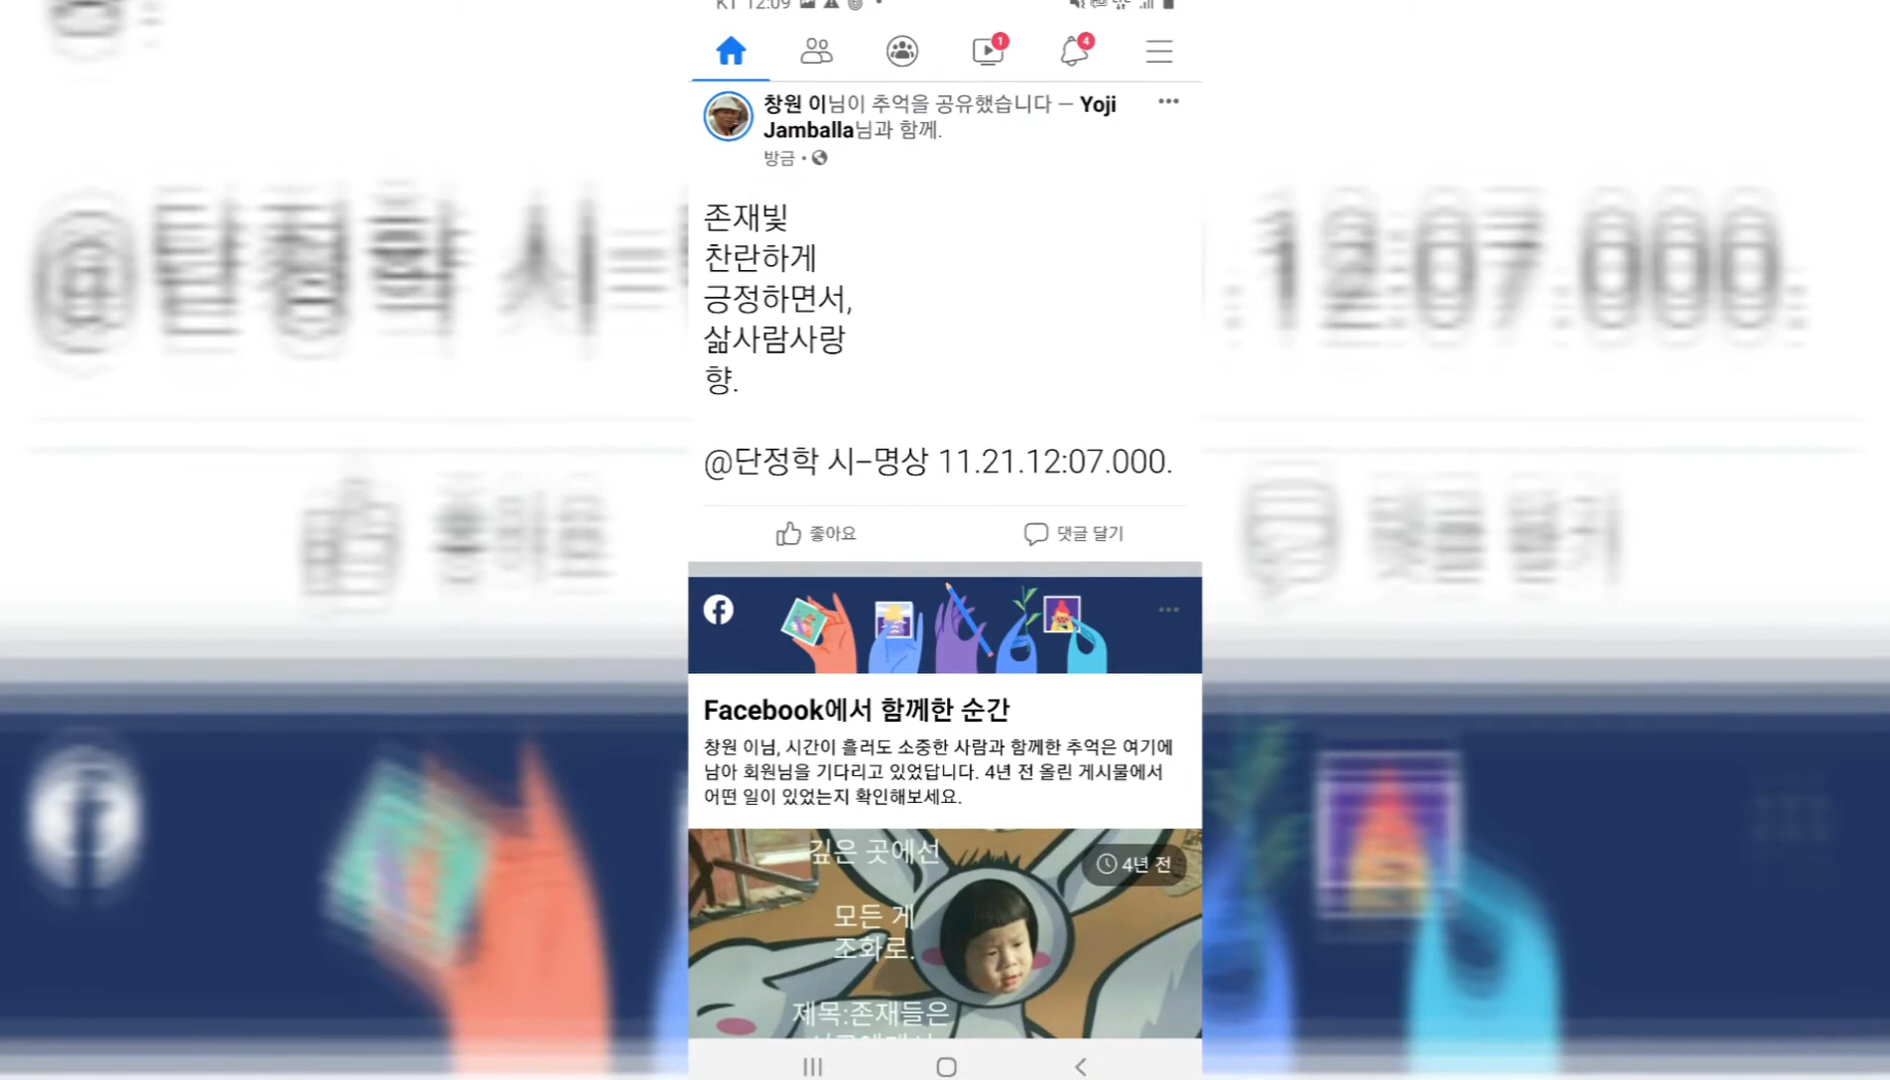 KT 12:09
1
4
창원 이님이 추억을 공유했습니다 — Yoji
Jamballa님과 함께.
방금
존재빛
찬란하게
긍정하면서,
삶사람사랑
향.
@단정학 시-명상 11.21.12:07.000.
좋아요
댓글 달기
Facebook에서 함께한 순간
창원 이님, 시간이 흘러도 소중한 사람과 함께한 추억은 여기에
남아 회원님을 기다리고 있었답니다. 4년 전 올린 게시물에서
어떤 일이 있었는지 확인해보세요.
깊은 곳에선
4년 전
모든 게
조화로.
제목:존재들은